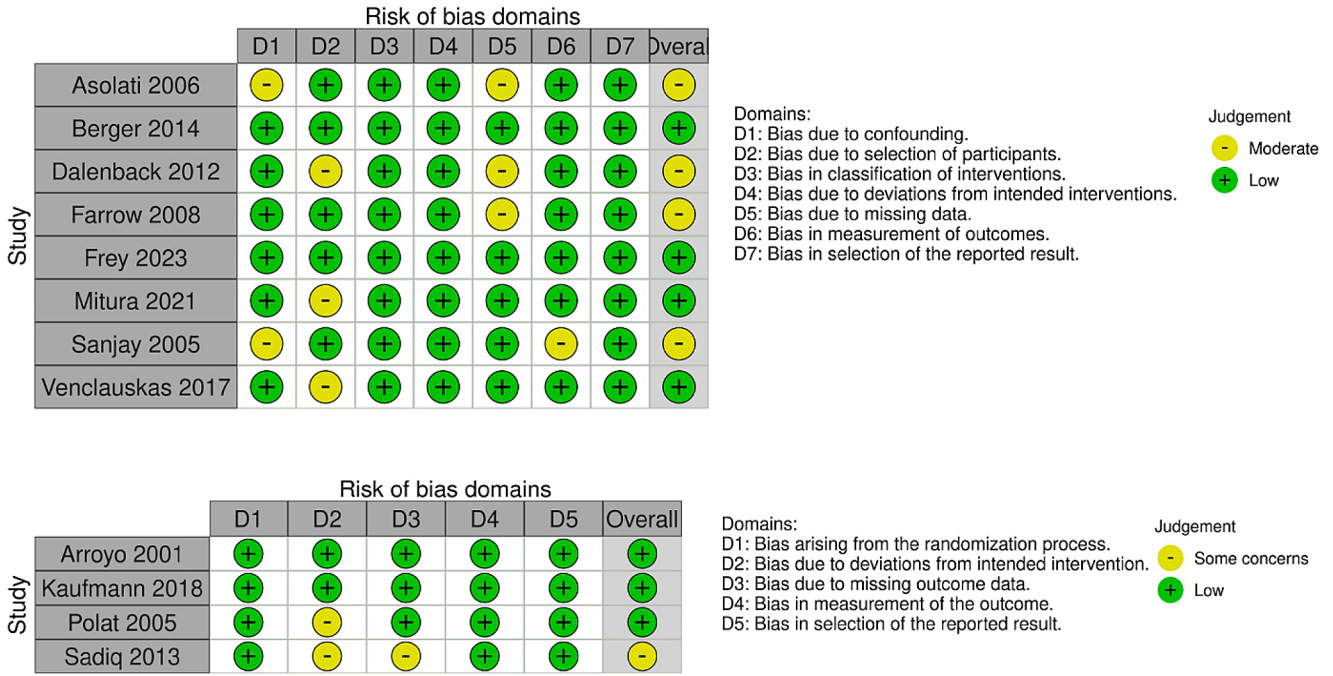 Risk of bias domains
D1 D2 D3 D4 D5 D6 D7 Overal
Asolati 2006 - + + + - + + -
Berger 2014 + + + + + + + +
Dalenback 2012 + - + + - + + -
Farrow 2008 + + + + - + + -
Frey 2023 + + + + + + + +
Mitura 2021 + - + + + + + +
Sanjay 2005 - + + + + - + -
Venclauskas 2017 + - + + + + + +
Study
Domains:
D1: Bias due to confounding.
D2: Bias due to selection of participants.
D3: Bias in classification of interventions.
D4: Bias due to deviations from intended interventions.
D5: Bias due to missing data.
D6: Bias in measurement of outcomes.
D7: Bias in selection of the reported result.
Judgement
- Moderate
+ Low
Risk of bias domains
D1 D2 D3 D4 D5 Overall
Arroyo 2001 + + + + + +
Kaufmann 2018 + + + + + +
Polat 2005 + - + + + +
Sadiq 2013 + - - + + -
Study
Domains:
D1: Bias arising from the randomization process.
D2: Bias due to deviations from intended intervention.
D3: Bias due to missing outcome data.
D4: Bias in measurement of the outcome.
D5: Bias in selection of the reported result.
Judgement
- Some concerns
+ Low